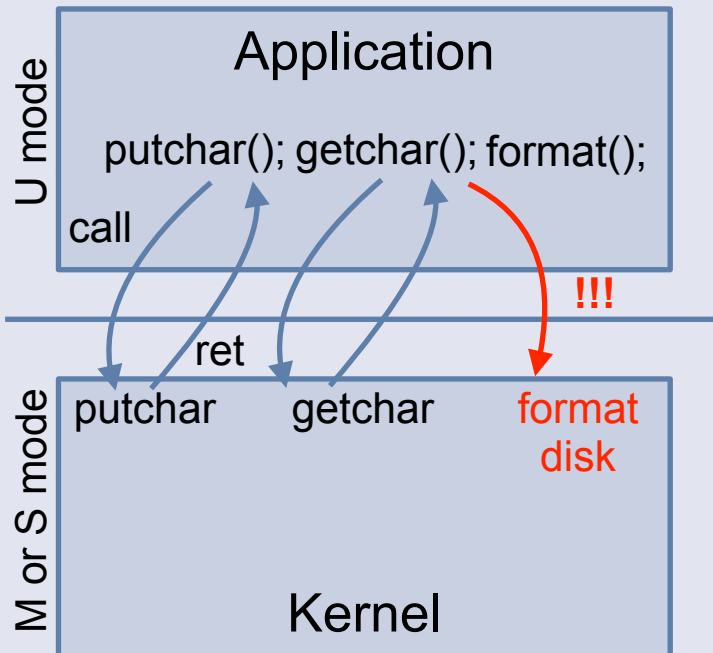 Application
U mode
putchar(); getchar(); format();
call
!!!
ret
M or S mode
putchar getchar format
disk
Kernel